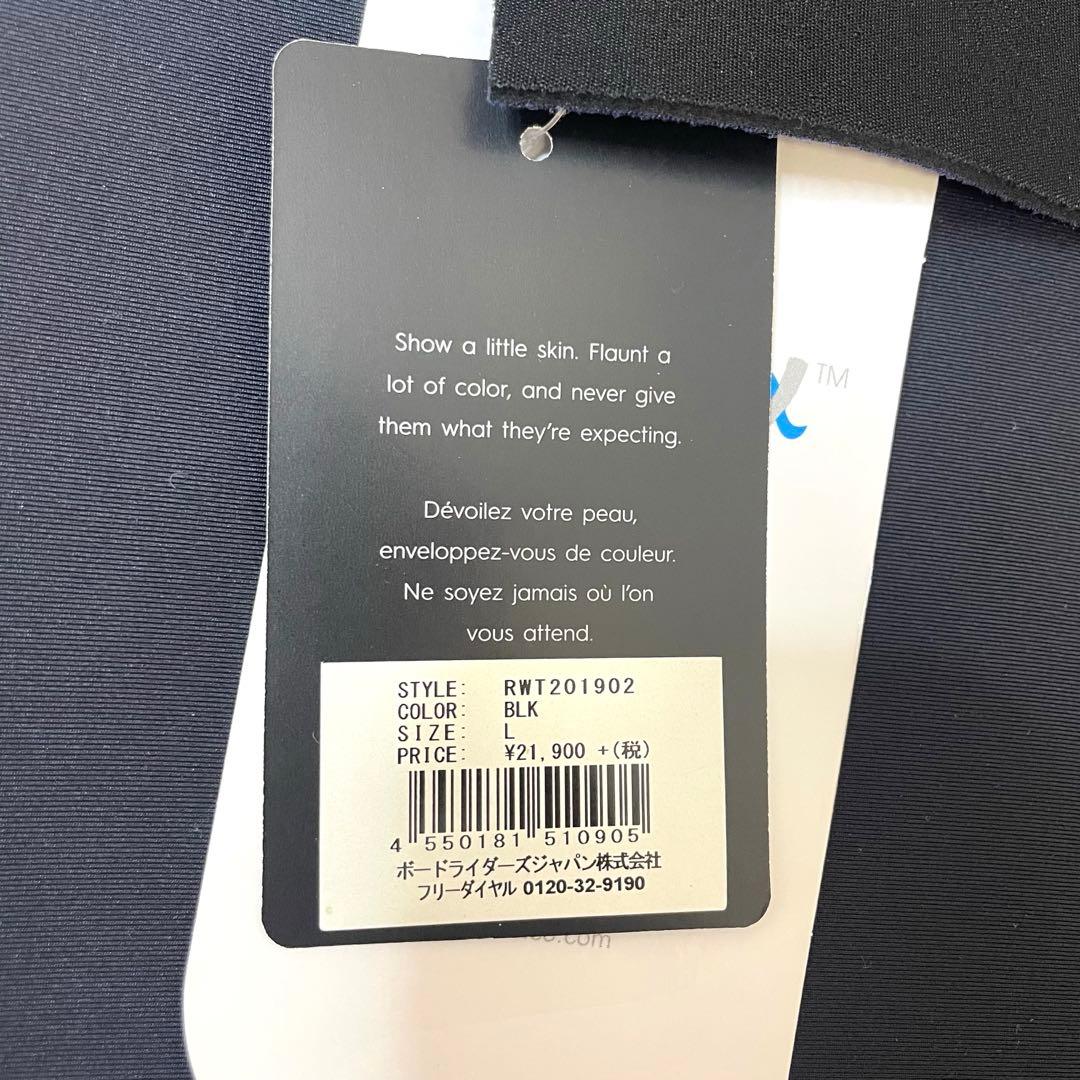 Show a little skin. Flaunt a
lot of color, and never give
them what they're expecting.
Dévoilez votre peau,
enveloppez-vous de couleur.
Ne soyez jamais où l'on
vous attend.
STYLE: RWT201902
COLOR: BLK
SIZE: L
PRICE: ¥21,900 +(税)
4 550181 510905
ボードライダーズジャパン株式会社
フリーダイヤル 0120-32-9190
TM
.com